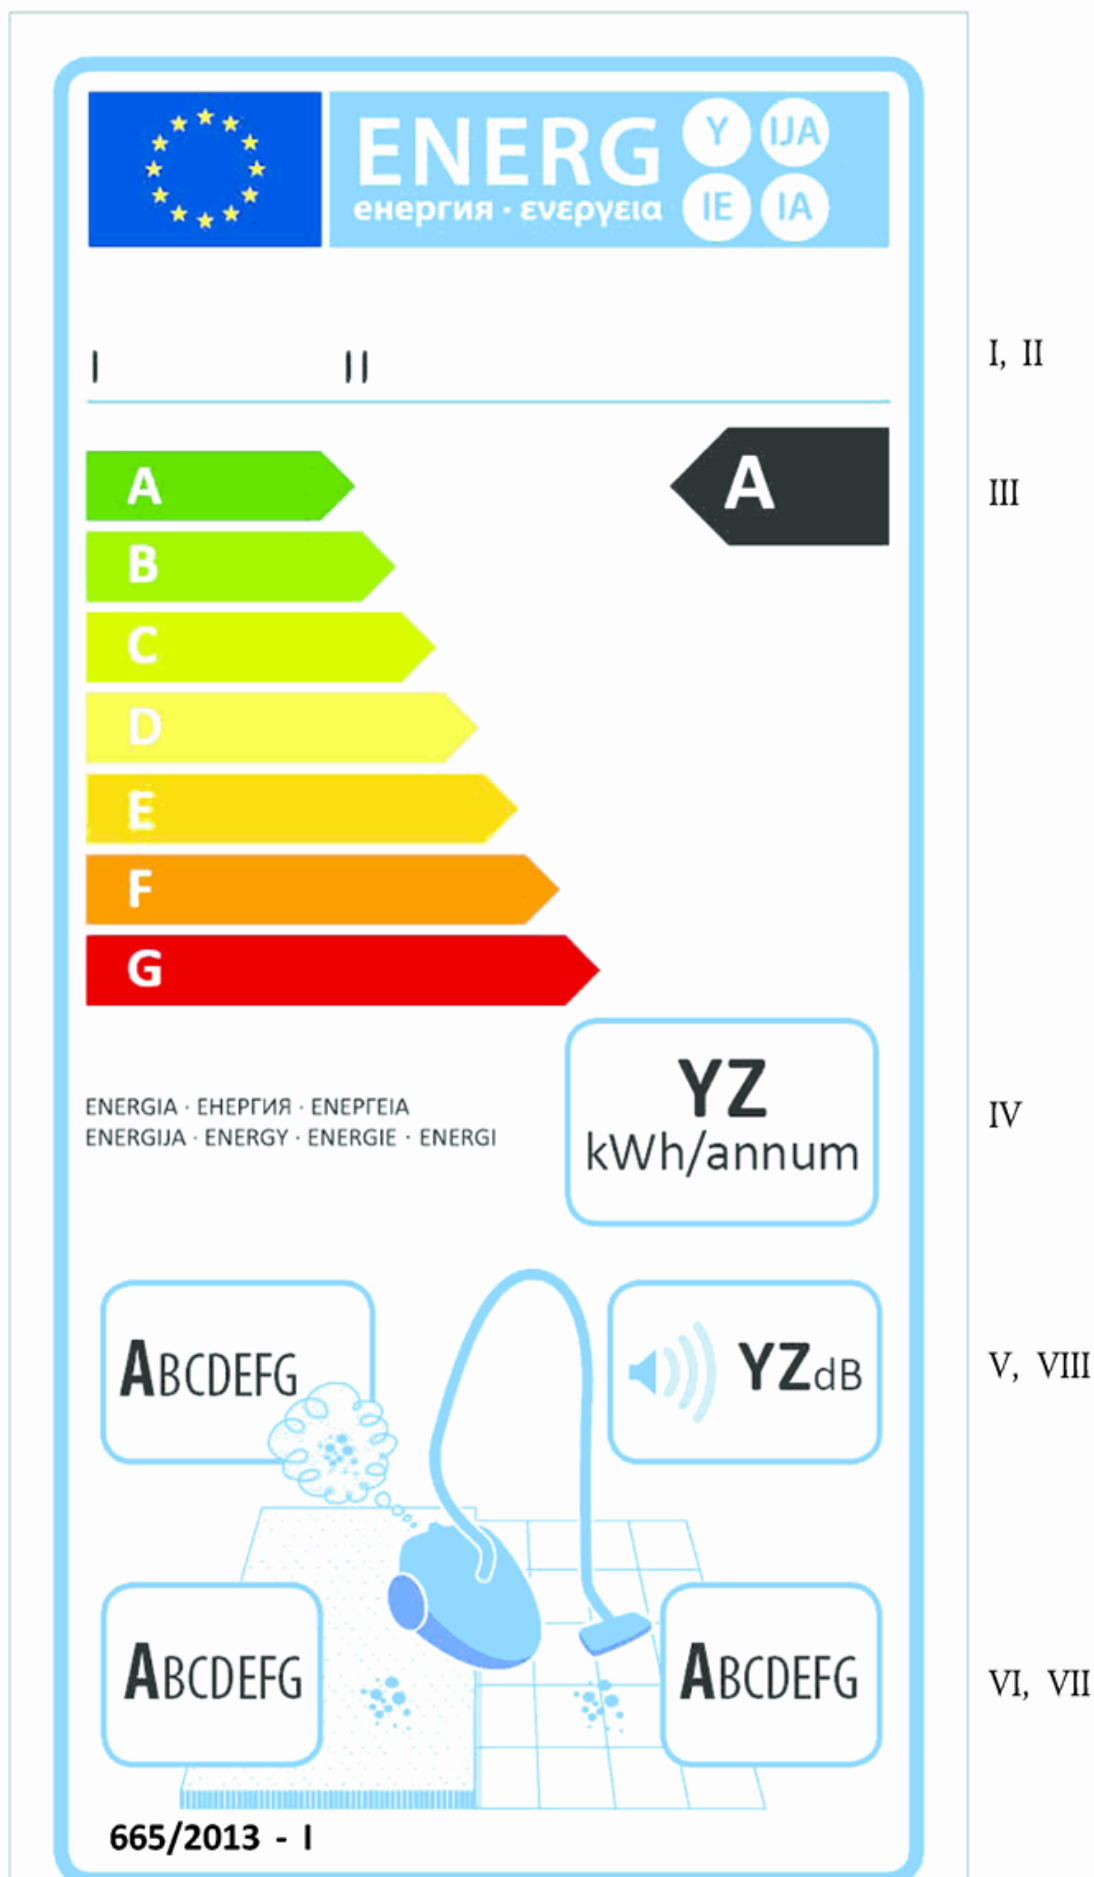 ENERG Y IJA
енергия · ενεργεια IE IA
I II I, II
A A III
B
C
D
E
F
G
YZ
ENERGIA · ЕНЕРГИЯ · ΕΝΕΡΓΕΙΑ IV
ENERGIJA · ENERGY · ENERGIE · ENERGI
kWh/annum
ABCDEFG YZdB V, VIII
ABCDEFG ABCDEFG VI, VII
665/2013 - I